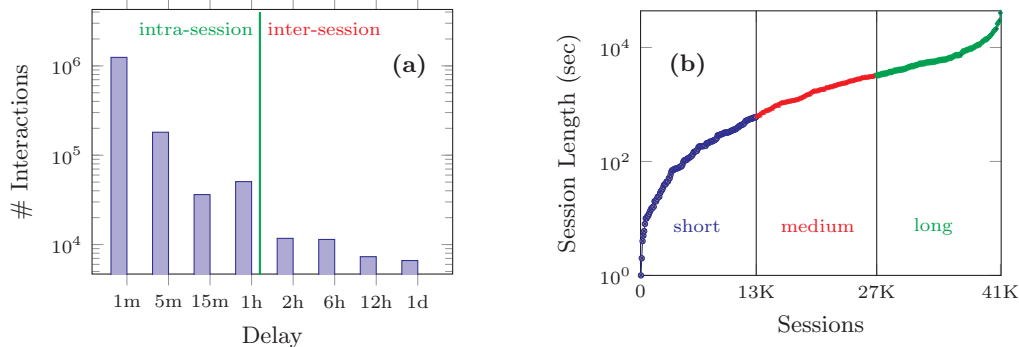 intra-session inter-session
(a)
10^6
10^5
10^4
# Interactions
1m 5m 15m 1h 2h 6h 12h 1d
Delay
(b)
10^4
10^2
10^0
Session Length (sec)
short medium long
0 13K 27K 41K
Sessions